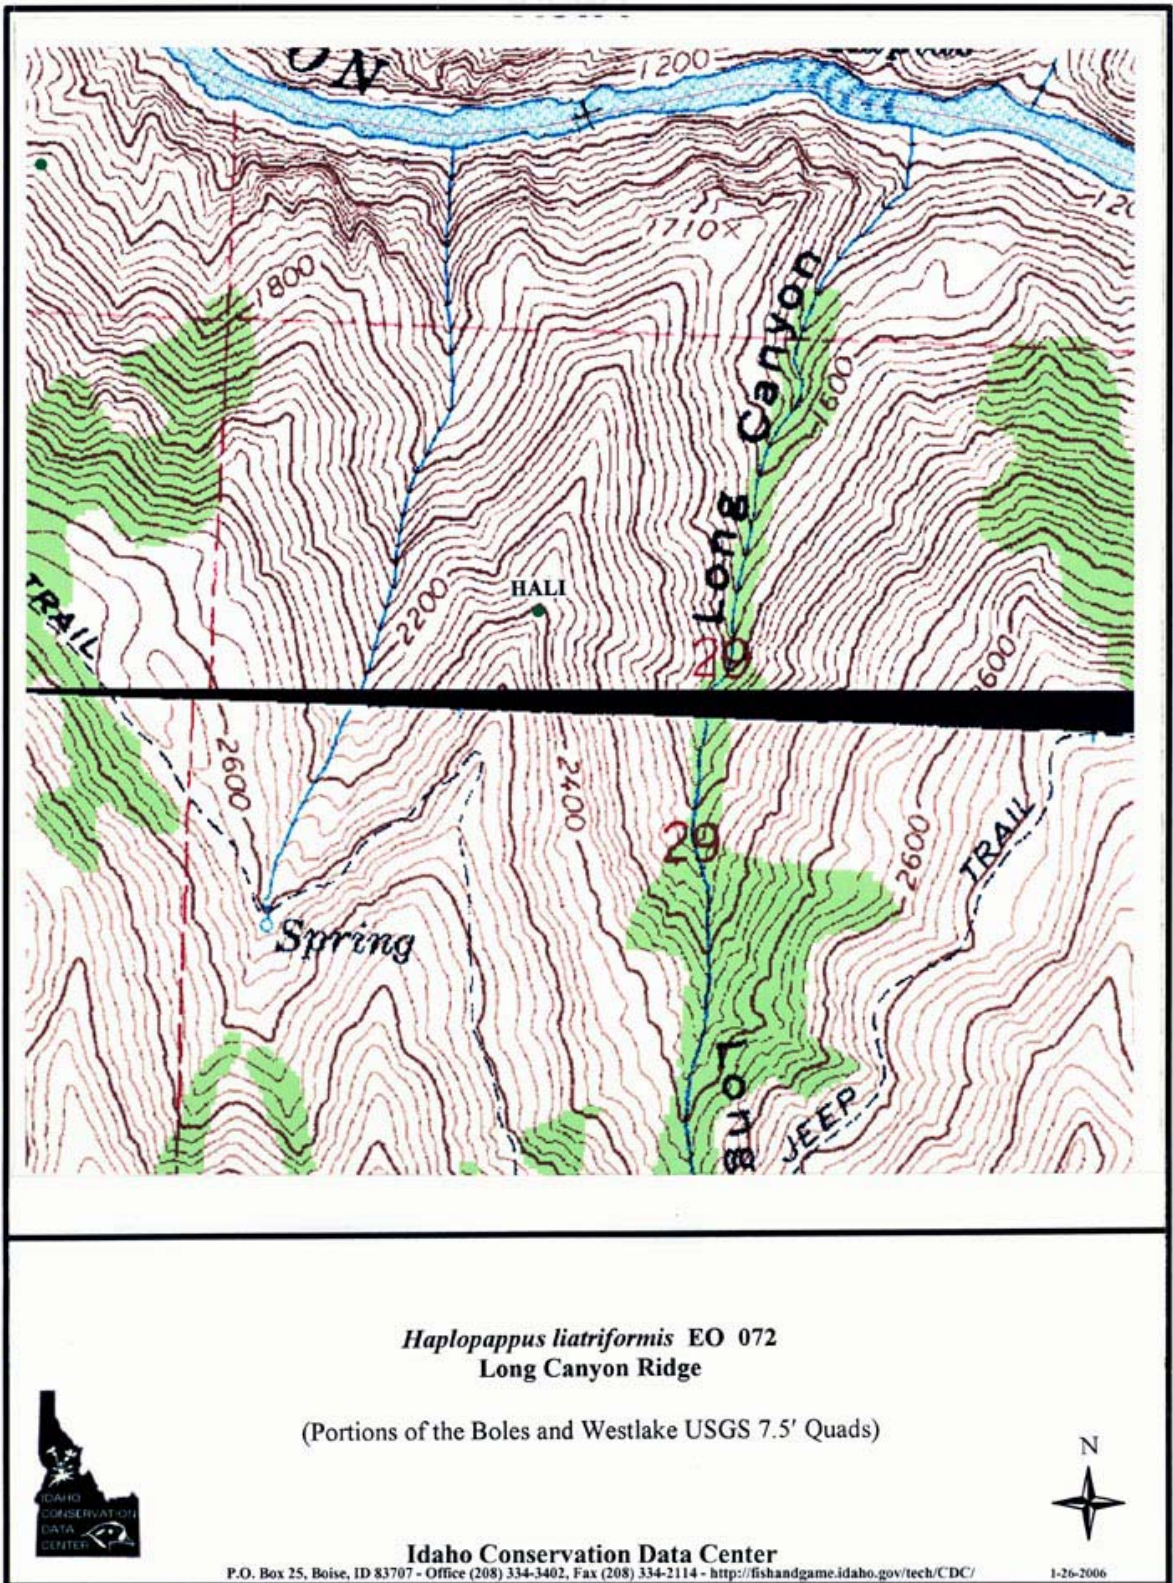 ON
1200
120
1710X
1800
Long Canyon
1600
TRAIL
HALI
2200
29
2600
2600
2400
29
2600
TRAIL
Spring
Long
JEEP
Haplopappus liatriformis EO 072
Long Canyon Ridge
(Portions of the Boles and Westlake USGS 7.5' Quads)
N
IDAHO
CONSERVATION
DATA
CENTER
Idaho Conservation Data Center
P.O. Box 25, Boise, ID 83707 - Office (208) 334-3402, Fax (208) 334-2114 - http://fishandgame.idaho.gov/tech/CDC/
1-26-2006